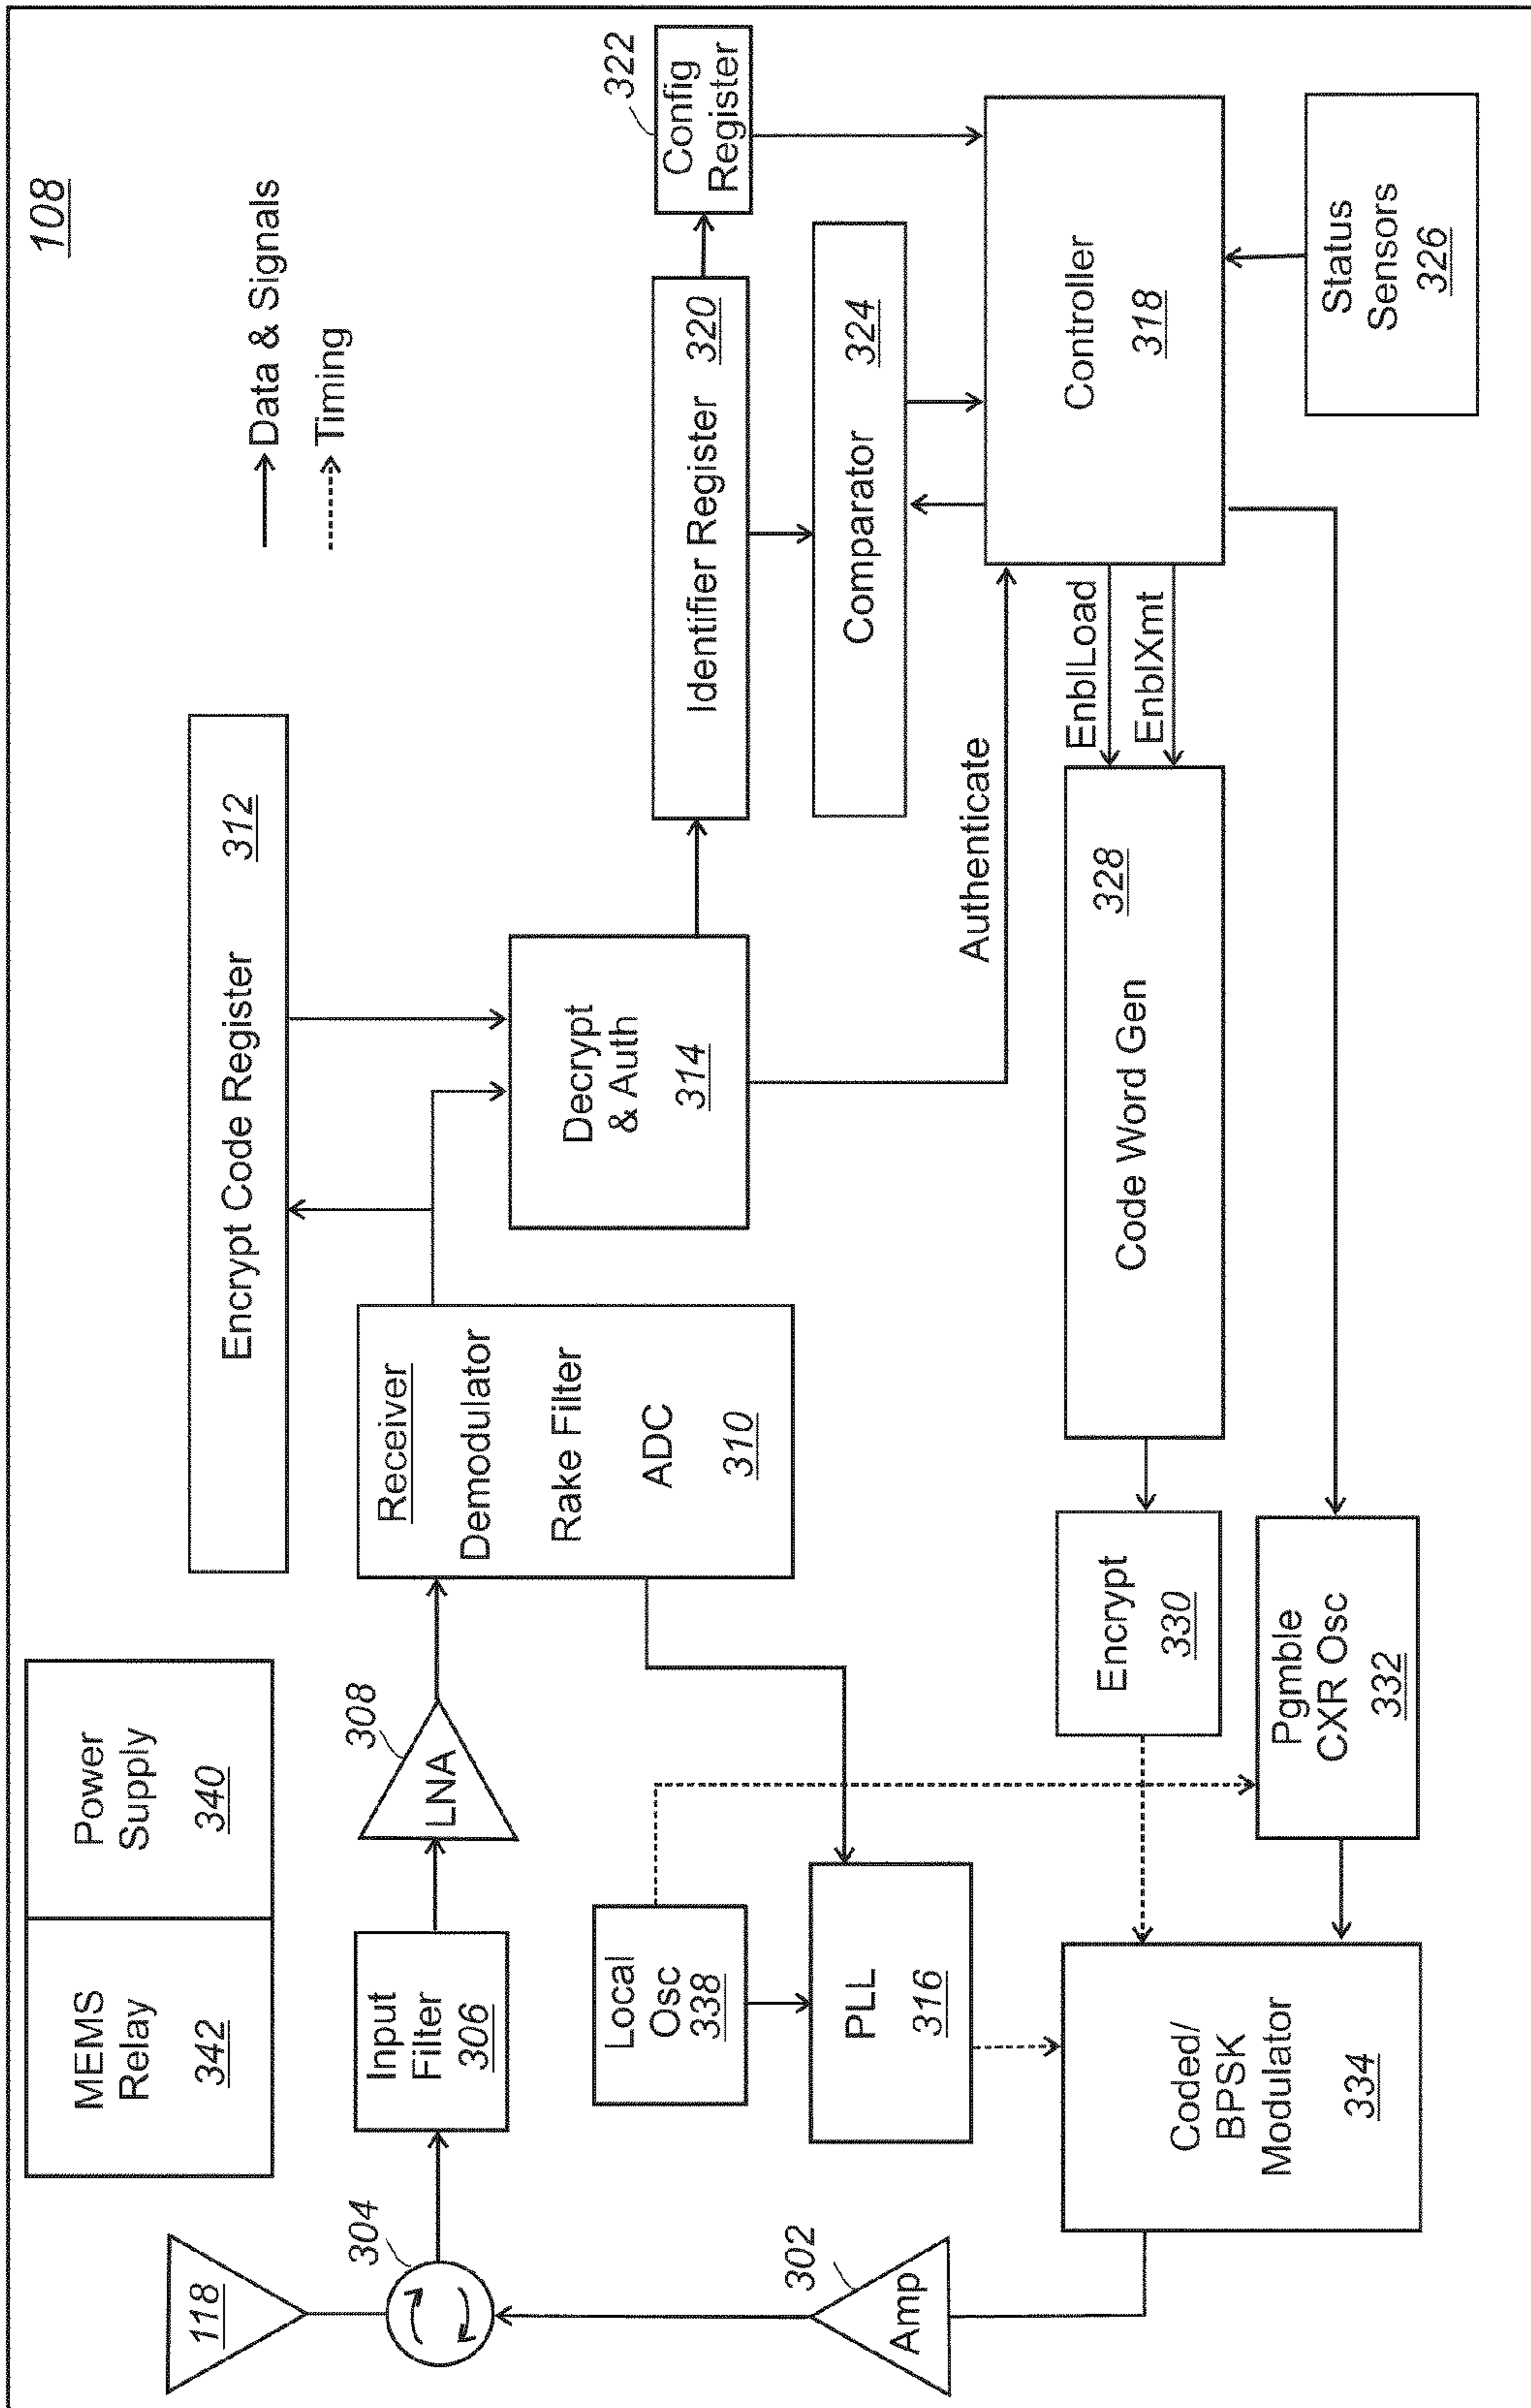 108
Data & Signals
Timing
MEMS
Relay
342
Power
Supply
340
Encrypt Code Register 312
118
304
Input
Filter
306
308
LNA
Receiver
Demodulator
Rake Filter
ADC
310
Decrypt
& Auth
314
Identifier Register 320
322
Config
Register
Comparator 324
Authenticate
Local
Osc
338
PLL
316
302
Amp
Controller
318
EnblLoad
EnblXmt
Code Word Gen 328
Encrypt
330
Pgmble
CXR Osc
332
Coded/
BPSK
Modulator
334
Status
Sensors
326